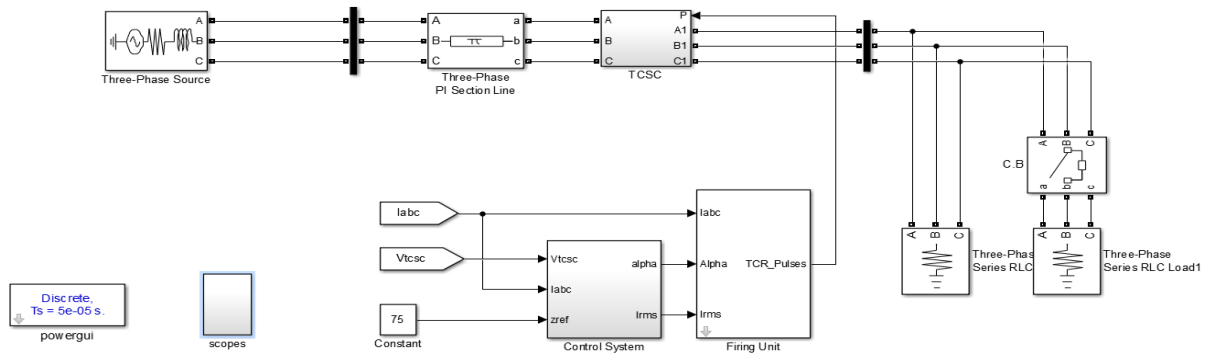 A
B
C
Three-Phase Source
A
B
C
a
b
c
Three-Phase
PI Section Line
A
B
C
P
A1
B1
C1
TCSC
A
B
C
a
b
c
C.B
A
B
C
Three-Phas
Series RLC
A
B
C
Three-Phase
Series RLC Load1
Iabc
Vtcsc
75
Constant
Vtcsc
Iabc
zref
alpha
Irms
Control System
Iabc
Alpha
Irms
TCR_Pulses
Firing Unit
Discrete,
Ts = 5e-05 s.
powergui
scopes